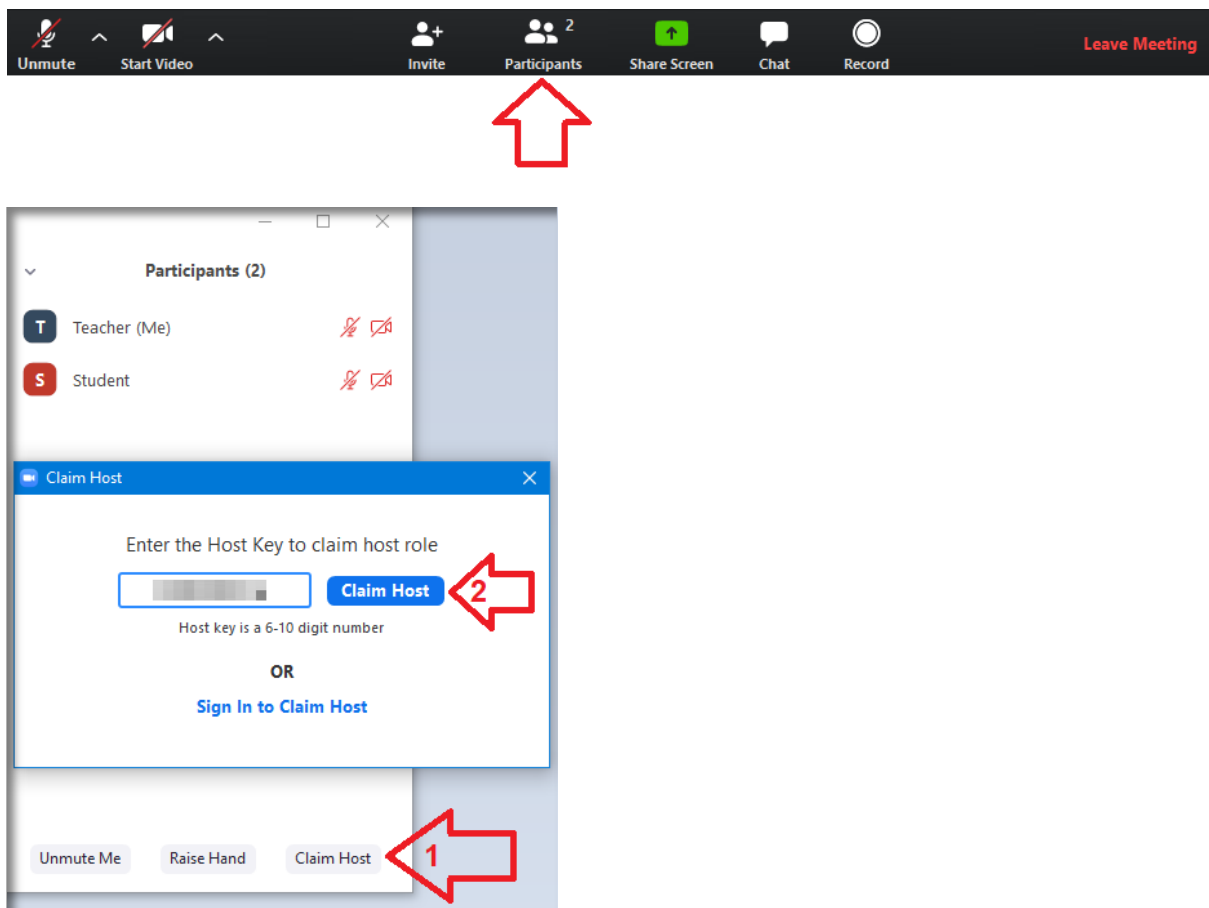 2
Unmute Start Video Invite Participants Share Screen Chat Record Leave Meeting
Participants (2)
T Teacher (Me)
S Student
Claim Host
Enter the Host Key to claim host role
Claim Host 2
Host key is a 6-10 digit number
OR
Sign In to Claim Host
Unmute Me Raise Hand Claim Host 1